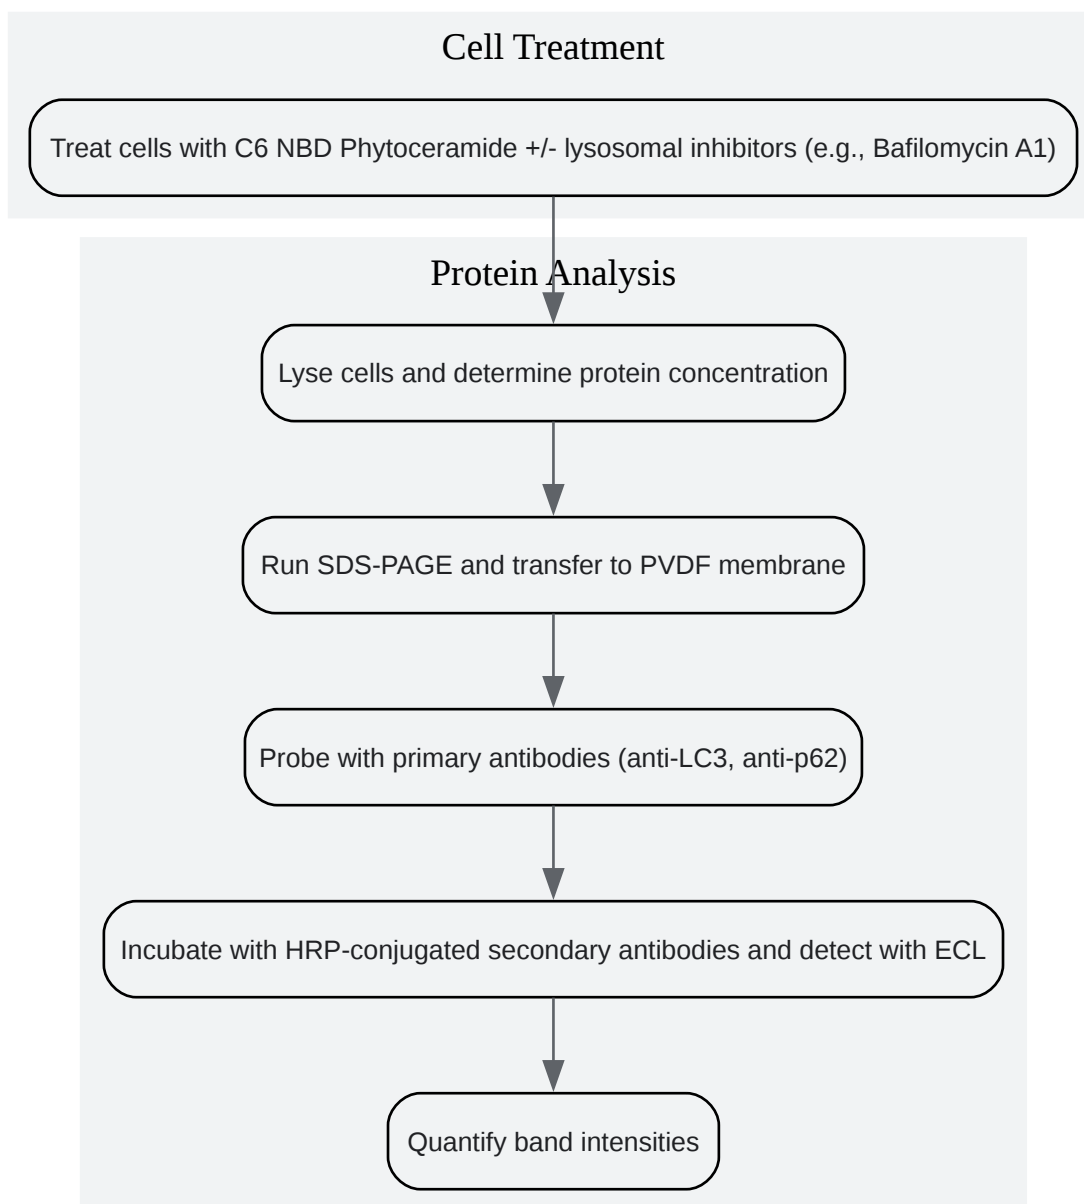 Cell Treatment
Treat cells with C6 NBD Phytoceramide +/- lysosomal inhibitors (e.g., Bafilomycin A1)
Protein Analysis
Lyse cells and determine protein concentration
Run SDS-PAGE and transfer to PVDF membrane
Probe with primary antibodies (anti-LC3, anti-p62)
Incubate with HRP-conjugated secondary antibodies and detect with ECL
Quantify band intensities